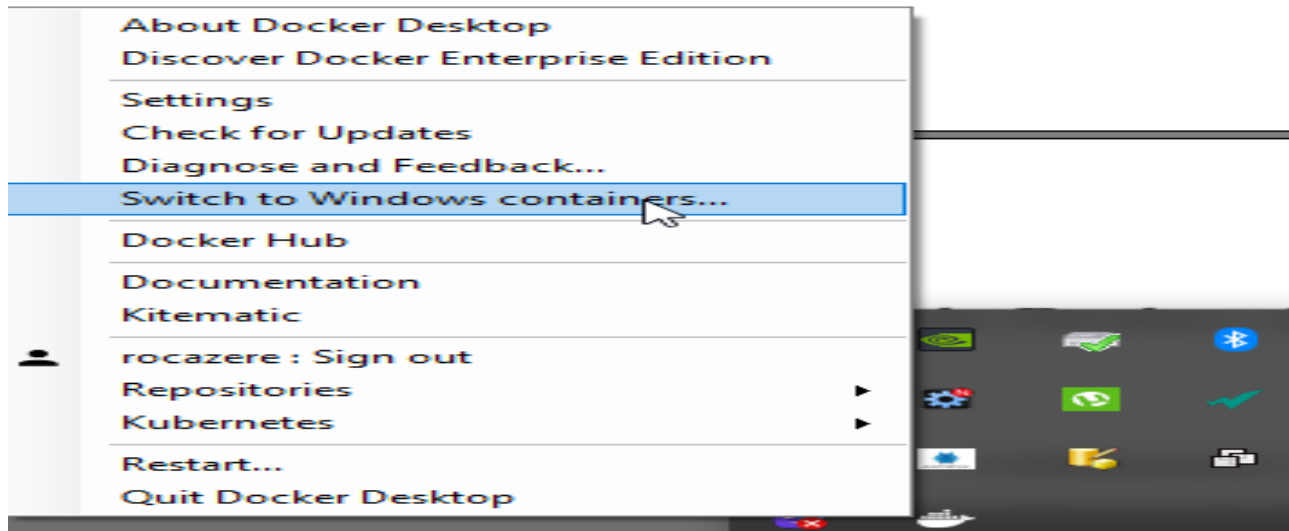 About Docker Desktop
Discover Docker Enterprise Edition
Settings
Check for Updates
Diagnose and Feedback...
Switch to Windows containers...
Docker Hub
Documentation
Kitematic
rocazere : Sign out
Repositories
Kubernetes
Restart...
Quit Docker Desktop